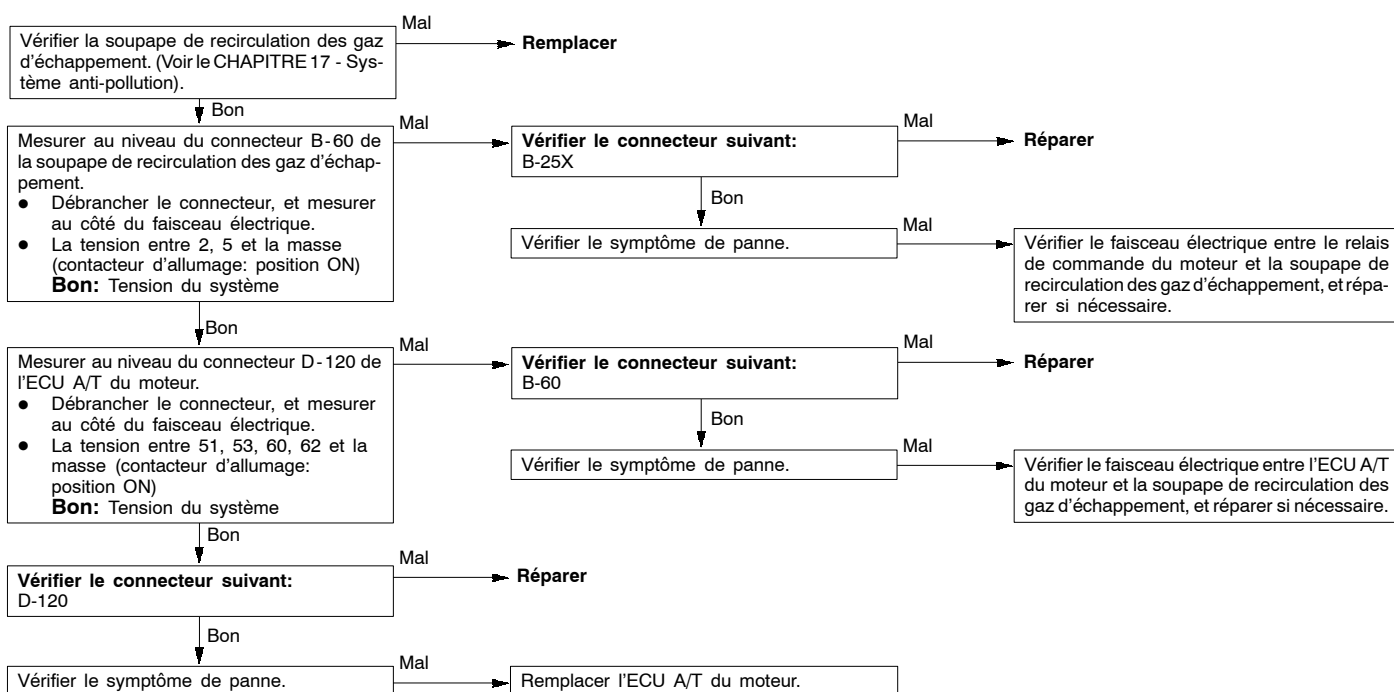 Vérifier la soupape de recirculation des gaz
d'échappement. (Voir le CHAPITRE 17 - Sys-
tème anti-pollution).
Mal
Remplacer
Bon
Mesurer au niveau du connecteur B-60 de
la soupape de recirculation des gaz d'échap-
pement.
● Débrancher le connecteur, et mesurer
au côté du faisceau électrique.
● La tension entre 2, 5 et la masse
(contacteur d'allumage: position ON)
Bon: Tension du système
Mal
Vérifier le connecteur suivant:
B-25X
Mal
Réparer
Bon
Vérifier le symptôme de panne.
Mal
Vérifier le faisceau électrique entre le relais
de commande du moteur et la soupape de
recirculation des gaz d'échappement, et répa-
rer si nécessaire.
Bon
Mesurer au niveau du connecteur D-120 de
l'ECU A/T du moteur.
● Débrancher le connecteur, et mesurer
au côté du faisceau électrique.
● La tension entre 51, 53, 60, 62 et la
masse (contacteur d'allumage:
position ON)
Bon: Tension du système
Mal
Vérifier le connecteur suivant:
B-60
Mal
Réparer
Bon
Vérifier le symptôme de panne.
Mal
Vérifier le faisceau électrique entre l'ECU A/T
du moteur et la soupape de recirculation des
gaz d'échappement, et réparer si nécessaire.
Bon
Vérifier le connecteur suivant:
D-120
Mal
Réparer
Bon
Vérifier le symptôme de panne.
Mal
Remplacer l'ECU A/T du moteur.